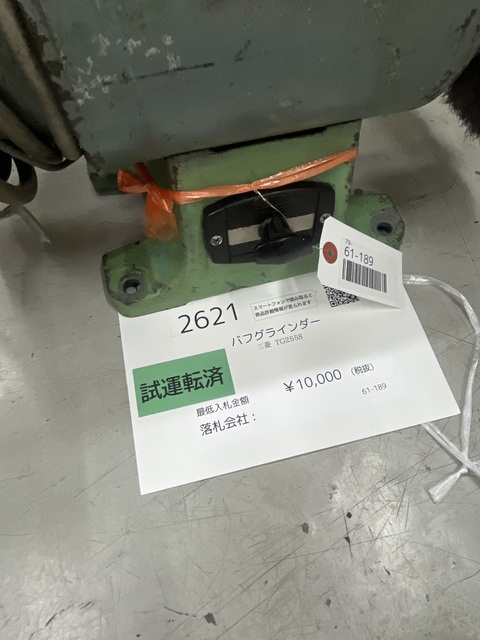 61-189
2621
スマートフォンで読み取ると
商品詳細情報が見られます
バフグラインダー
三菱 TG2558
試運転済
¥10,000 (税抜)
最低入札金額
61-189
落札会社：